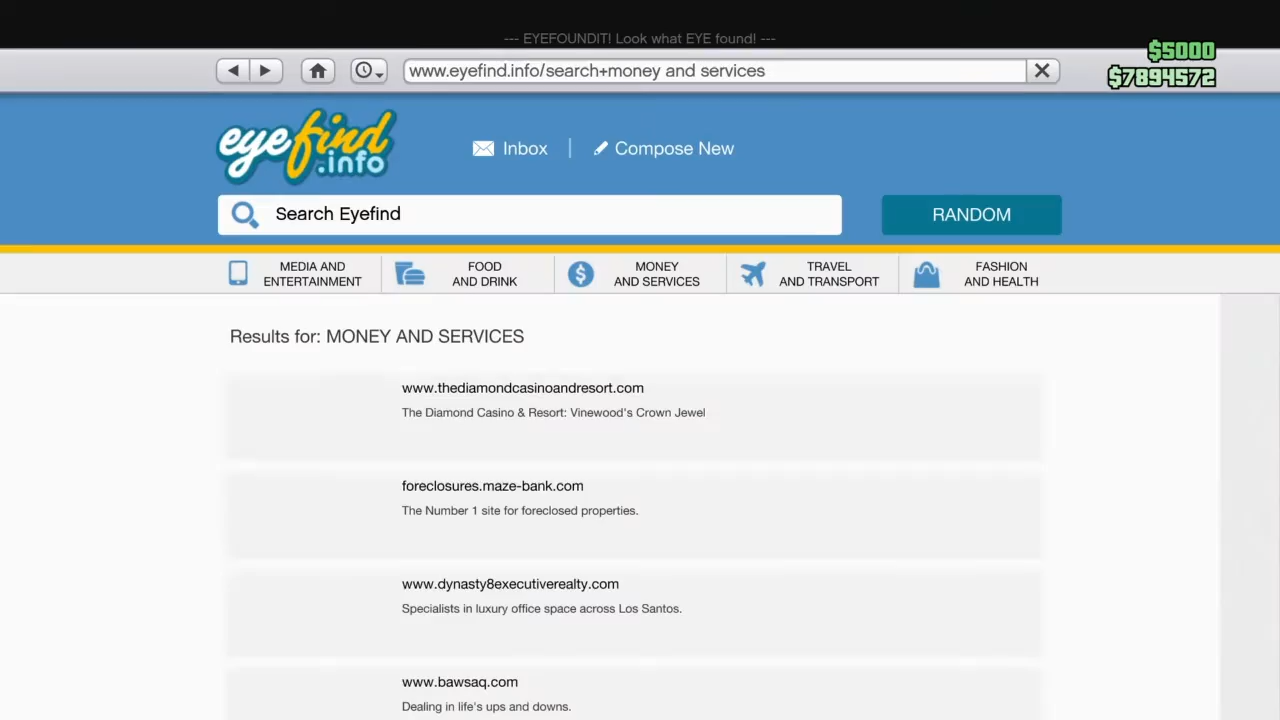 --- EYEFOUNDIT! Look what EYE found! ---
$5000
www.eyefind.info/search+money and services
$7894572
eyefind.info
Inbox
Compose New
Search Eyefind
RANDOM
MEDIA AND
ENTERTAINMENT
FOOD
AND DRINK
MONEY
AND SERVICES
TRAVEL
AND TRANSPORT
FASHION
AND HEALTH
Results for: MONEY AND SERVICES
www.thediamondcasinoandresort.com
The Diamond Casino & Resort: Vinewood's Crown Jewel
foreclosures.maze-bank.com
The Number 1 site for foreclosed properties.
www.dynasty8executiverealty.com
Specialists in luxury office space across Los Santos.
www.bawsaq.com
Dealing in life's ups and downs.